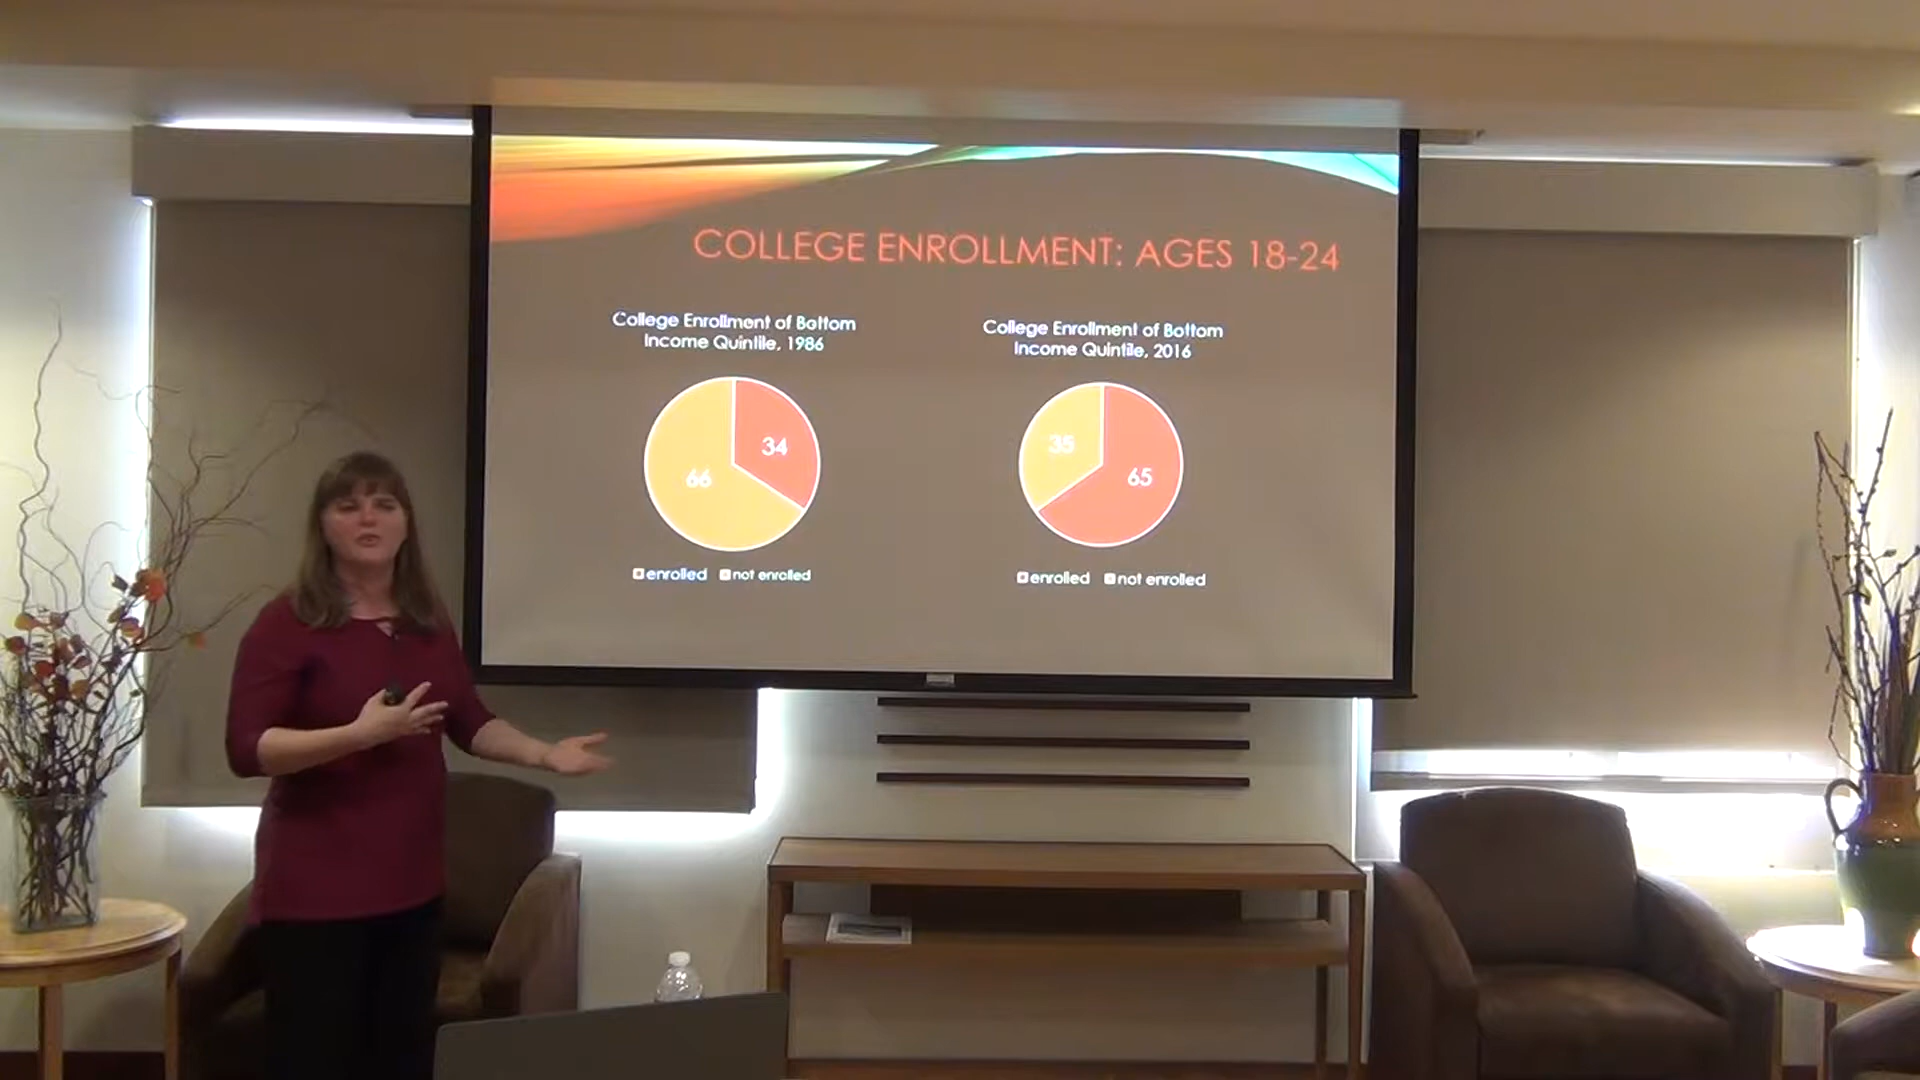 COLLEGE ENROLLMENT: AGES 18-24
College Enrollment of Bottom
Income Quintile, 1986
34
66
enrolled not enrolled
College Enrollment of Bottom
Income Quintile, 2016
35
65
enrolled not enrolled